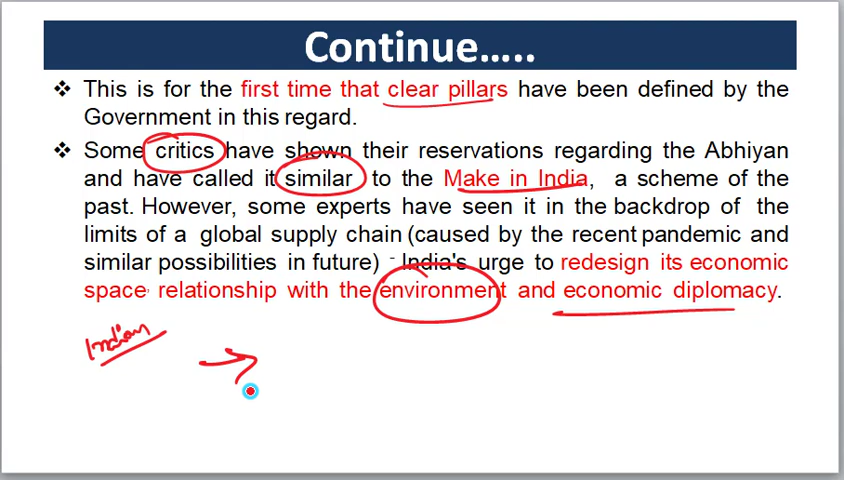 Continue…..
❖ This is for the first time that clear pillars have been defined by the
Government in this regard.
❖ Some critics have shown their reservations regarding the Abhiyan
and have called it similar to the Make in India, a scheme of the
past. However, some experts have seen it in the backdrop of the
limits of a global supply chain (caused by the recent pandemic and
similar possibilities in future) - India's urge to redesign its economic
space, relationship with the environment and economic diplomacy.
Indian